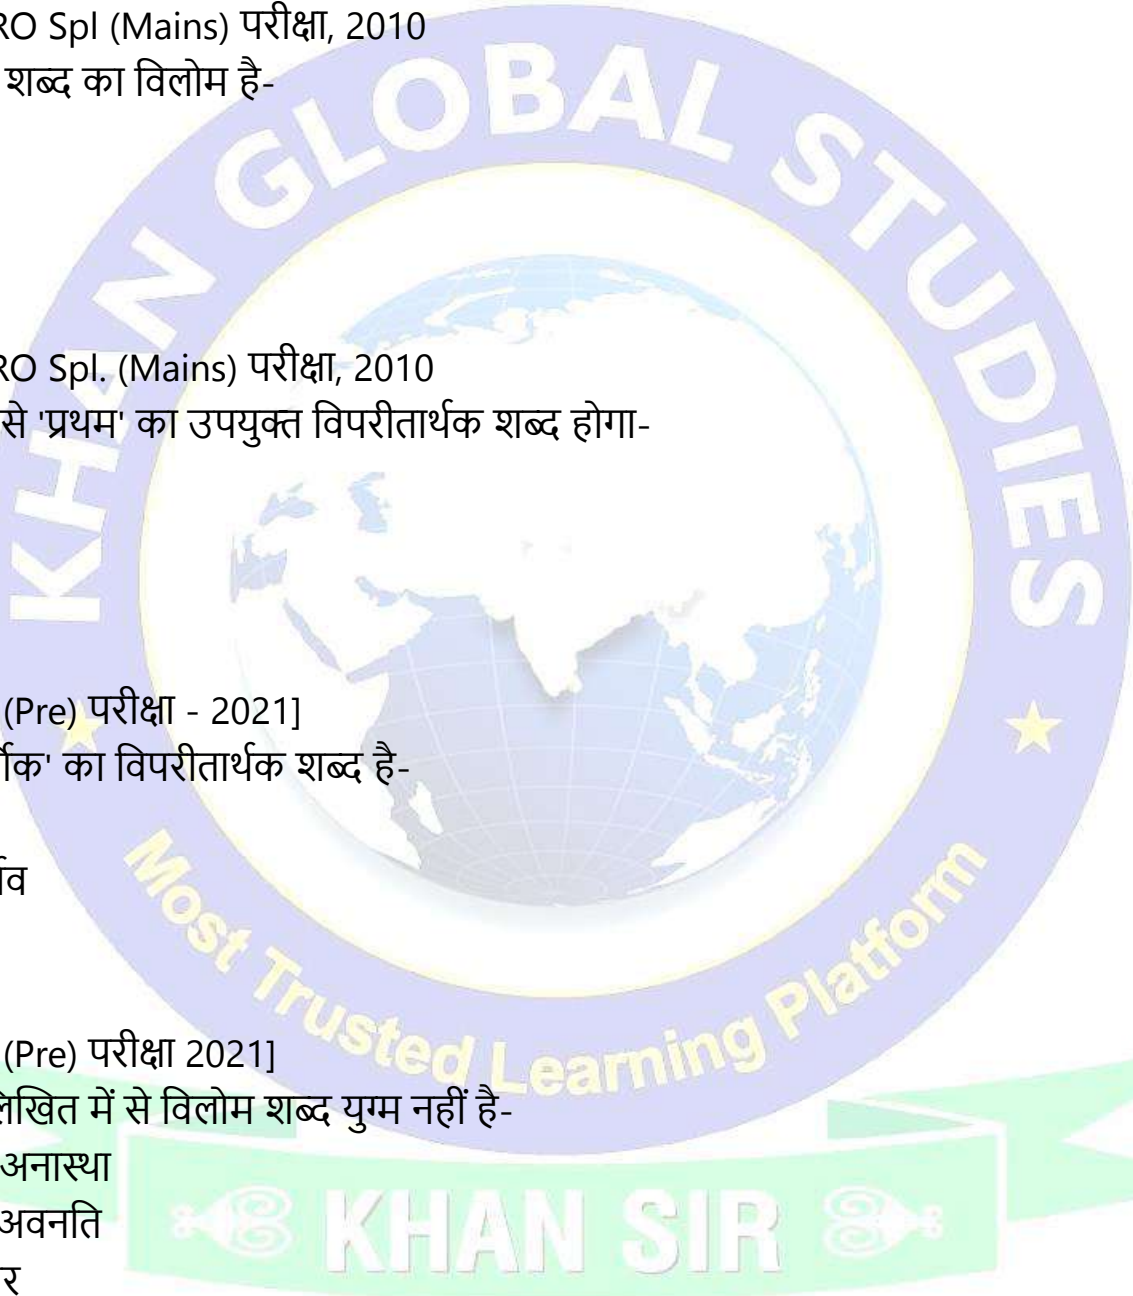 RO Spl (Mains) परीक्षा, 2010
शब्द का विलोम है-
RO Spl. (Mains) परीक्षा, 2010
से 'प्रथम' का उपयुक्त विपरीतार्थक शब्द होगा-
(Pre) परीक्षा - 2021]
का विपरीतार्थक शब्द है-
(Pre) परीक्षा 2021]
में से विलोम शब्द युग्म नहीं है-
अनास्था
अवनति
KHAN GLOBAL STUDIES
Most Trusted Learning Platform
KHAN SIR